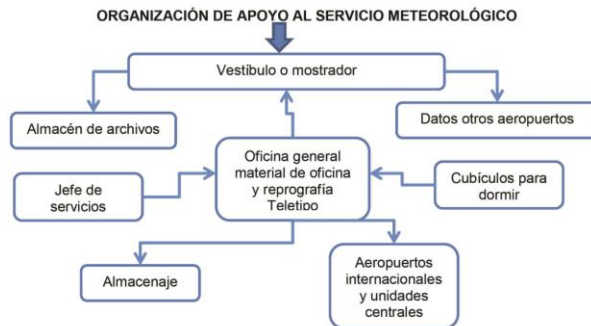 ORGANIZACIÓN DE APOYO AL SERVICIO METEOROLÓGICO
Vestíbulo o mostrador
Almacén de archivos
Datos otros aeropuertos
Oficina general
material de oficina
y reprografía
Teletipo
Jefe de
servicios
Cubículos para
dormir
Almacenaje
Aeropuertos
internacionales
y unidades
centrales